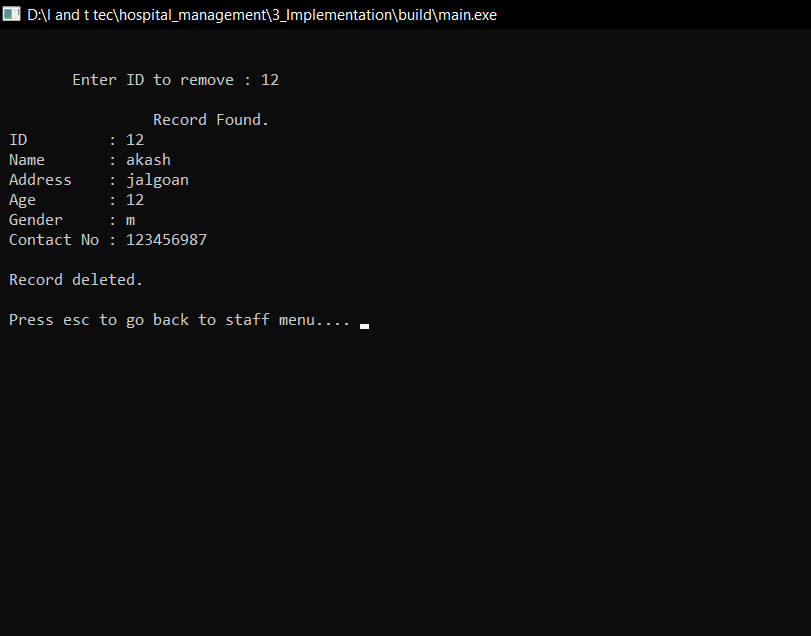 D:\l and t tec\hospital_management\3_Implementation\build\main.exe
Enter ID to remove : 12
Record Found.
ID         : 12
Name       : akash
Address    : jalgoan
Age        : 12
Gender     : m
Contact No : 123456987
Record deleted.
Press esc to go back to staff menu....